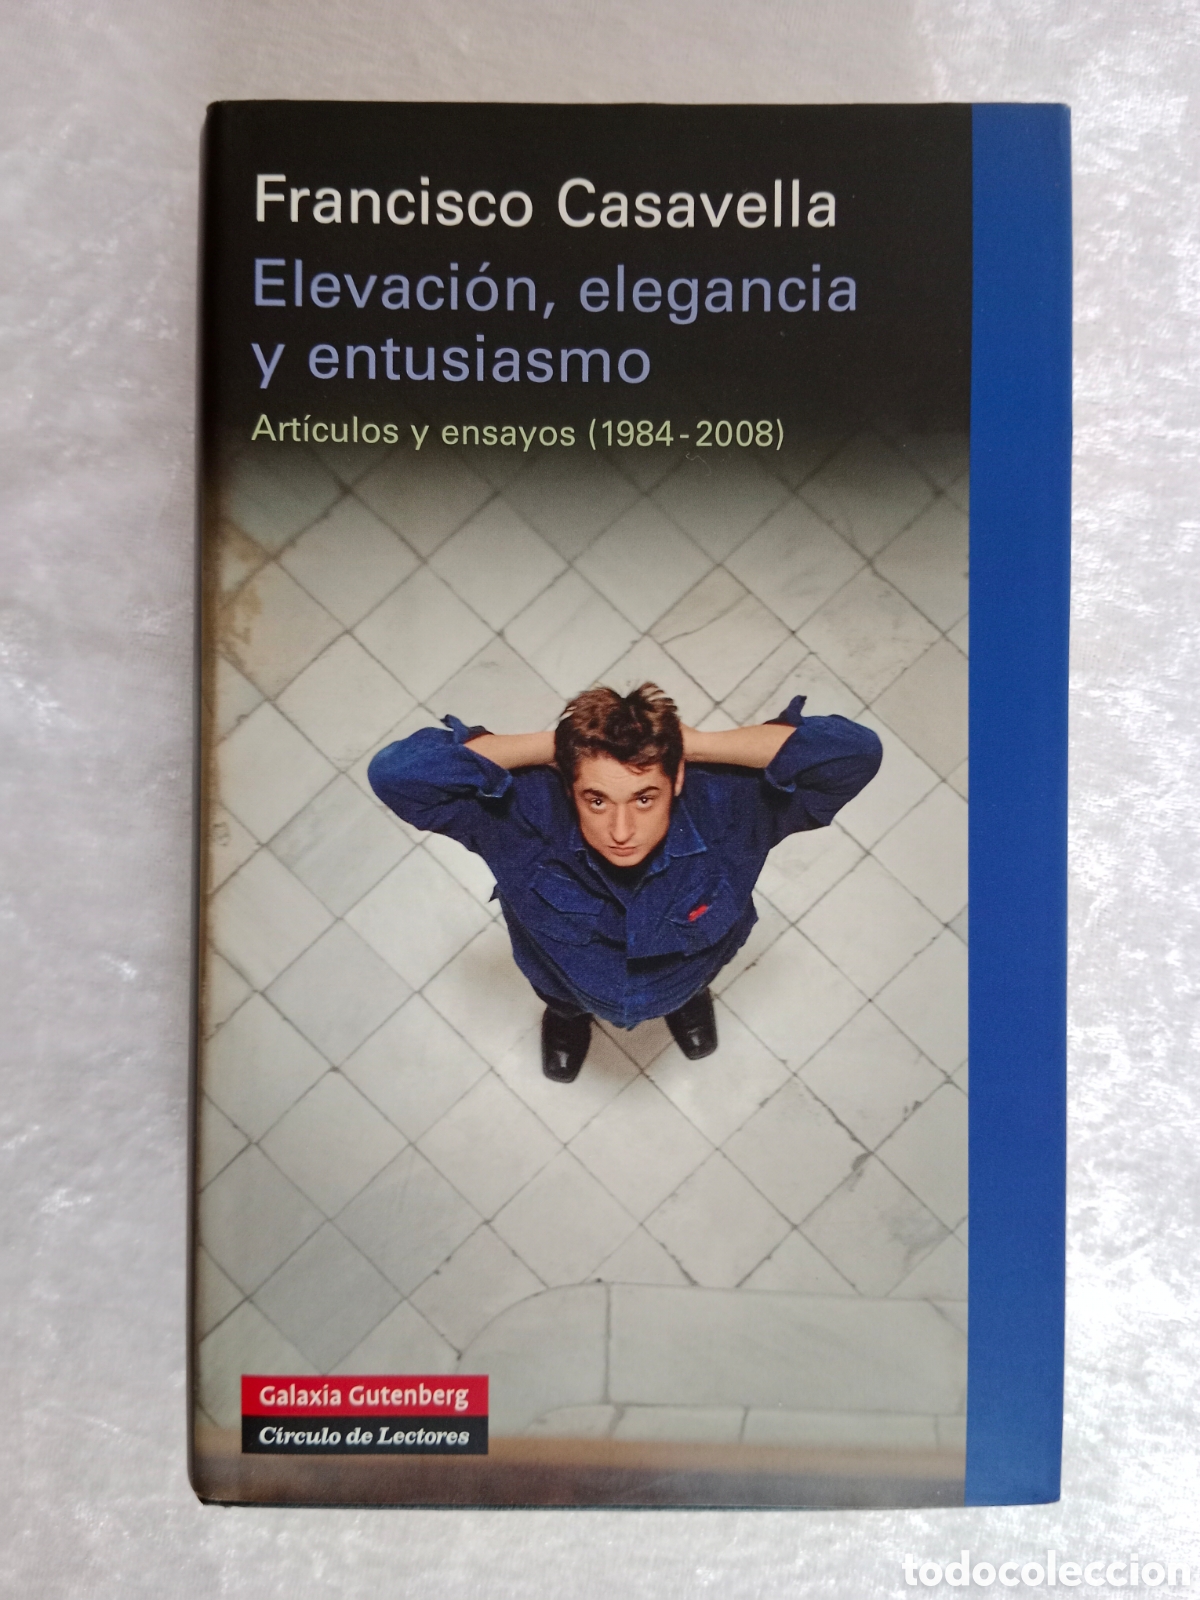 Francisco Casavella
Elevación, elegancia
y entusiasmo
Artículos y ensayos (1984-2008)
Galaxia Gutenberg
Círculo de Lectores
todocoleccion